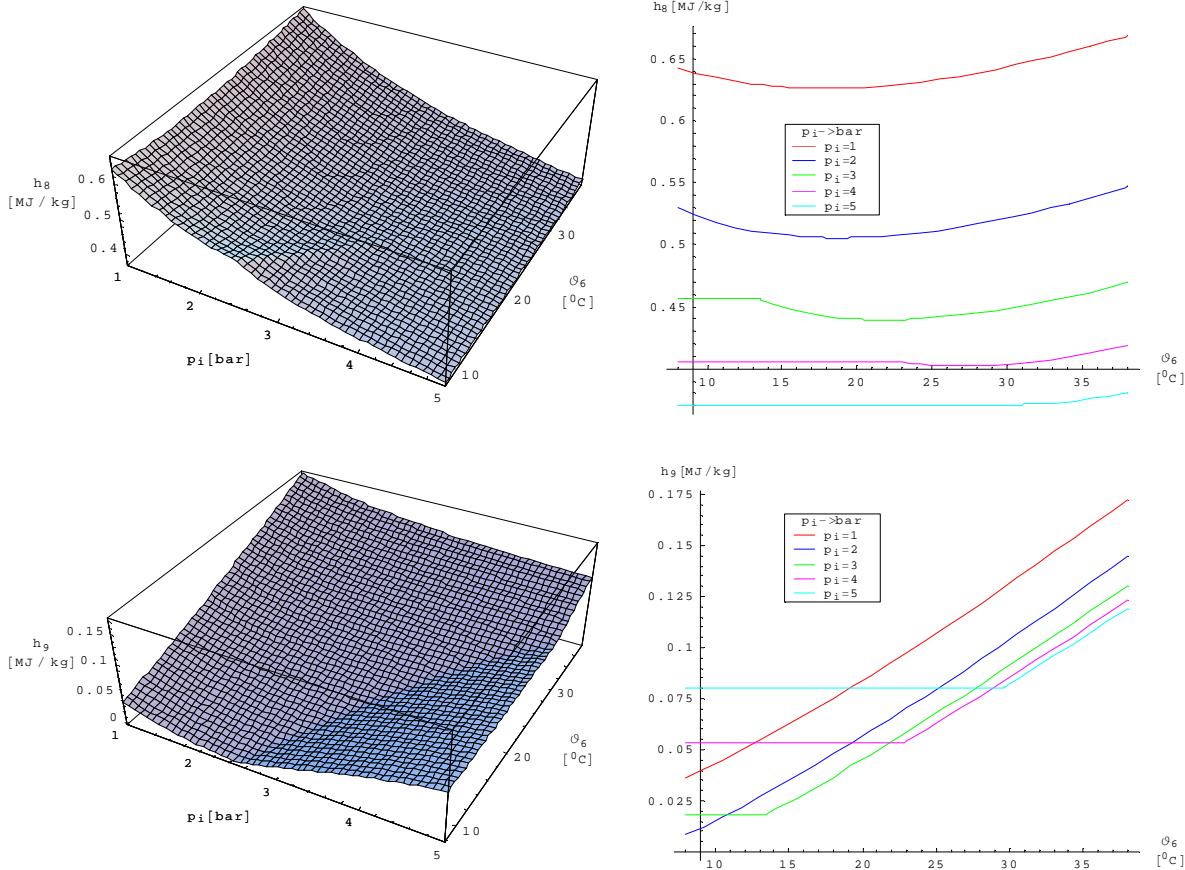 0.6
h8
[MJ/kg]
0.5
0.4
1
2
3
4
5
pi[bar]
10
20
30
ϑ6
[⁰C]
h8[MJ/kg]
0.65
0.6
0.55
0.5
0.45
pi->bar
pi=1
pi=2
pi=3
pi=4
pi=5
10 15 20 25 30 35
ϑ6
[⁰C]
0.15
h9
[MJ/kg]
0.1
0.05
0
1
2
3
4
5
pi[bar]
10
20
30
ϑ6
[⁰C]
h9[MJ/kg]
0.175
0.15
0.125
0.1
0.075
0.05
0.025
pi->bar
pi=1
pi=2
pi=3
pi=4
pi=5
10 15 20 25 30 35
ϑ6
[⁰C]